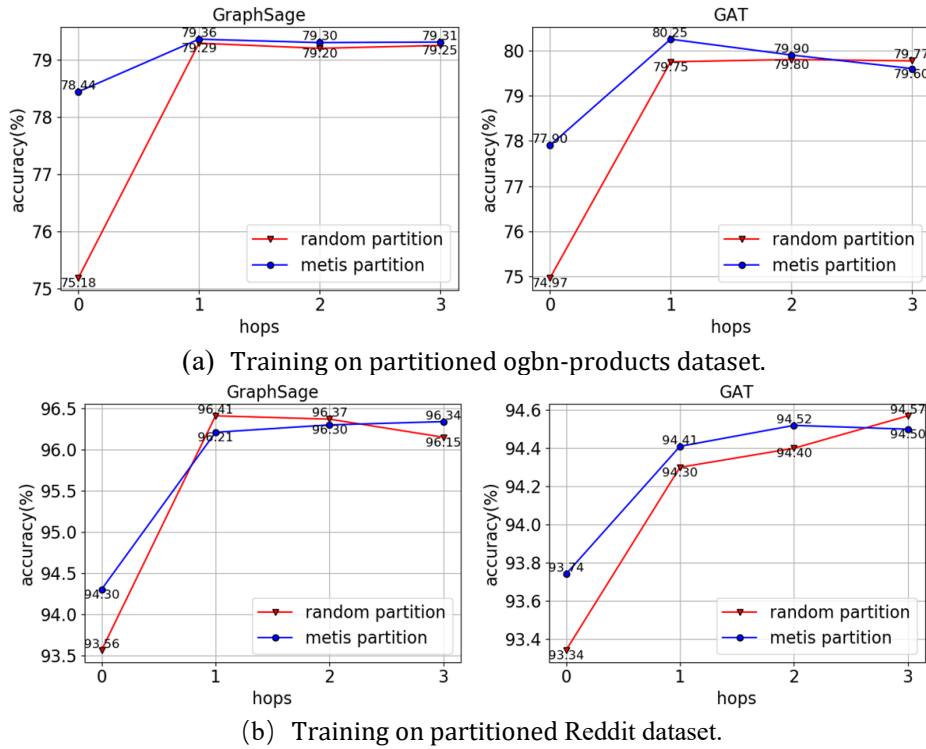 GraphSage
GAT
79.36
79.30
79.31
79.29
79.20
79.25
78.44
75.18
79
78
77
76
75
accuracy(%)
random partition
metis partition
0 1 2 3
hops
80.25
79.90
79.77
79.75
79.80
79.60
77.90
74.97
80
79
78
77
76
75
accuracy(%)
random partition
metis partition
0 1 2 3
hops
(a) Training on partitioned ogbn-products dataset.
GraphSage
GAT
96.41
96.37
96.34
96.21
96.30
96.15
94.30
93.56
96.5
96.0
95.5
95.0
94.5
94.0
93.5
accuracy(%)
random partition
metis partition
0 1 2 3
hops
94.57
94.52
94.41
94.50
94.30
94.40
93.74
93.34
94.6
94.4
94.2
94.0
93.8
93.6
93.4
accuracy(%)
random partition
metis partition
0 1 2 3
hops
(b) Training on partitioned Reddit dataset.